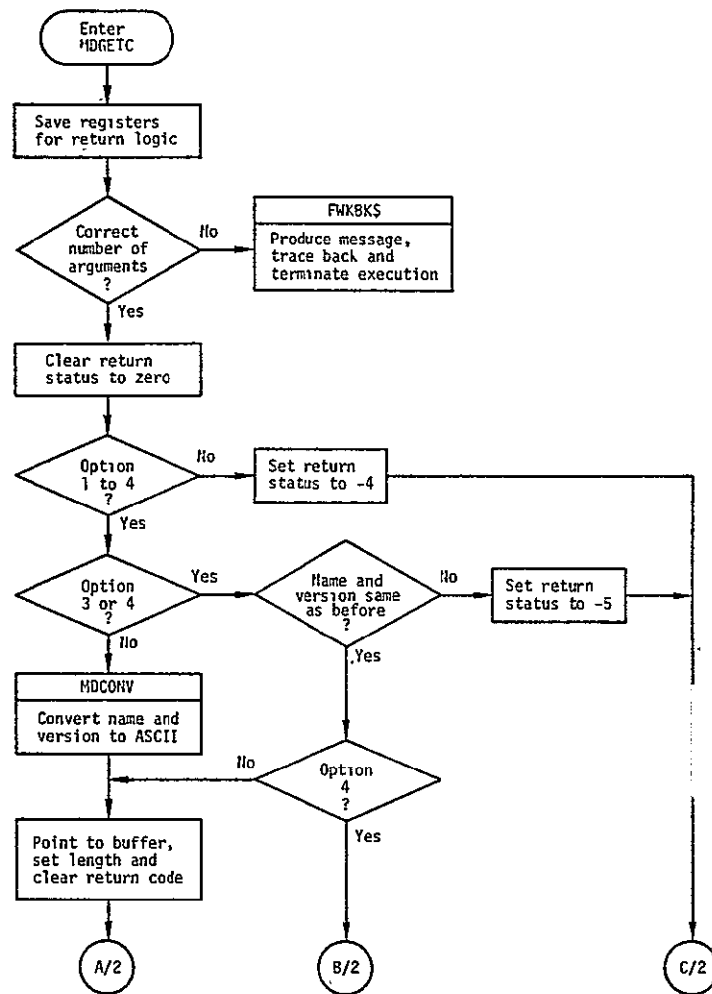 Enter
MDGETC
Save registers
for return logic
Correct
number of
arguments
?
No
FWKBK$
Produce message,
trace back and
terminate execution
Yes
Clear return
status to zero
Option
1 to 4
?
No
Set return
status to -4
Yes
Option
3 or 4
?
Yes
Name and
version same
as before
?
No
Set return
status to -5
No
Yes
MDCONV
Convert name and
version to ASCII
No
Option
4
?
Yes
Point to buffer,
set length and
clear return code
A/2
B/2
C/2